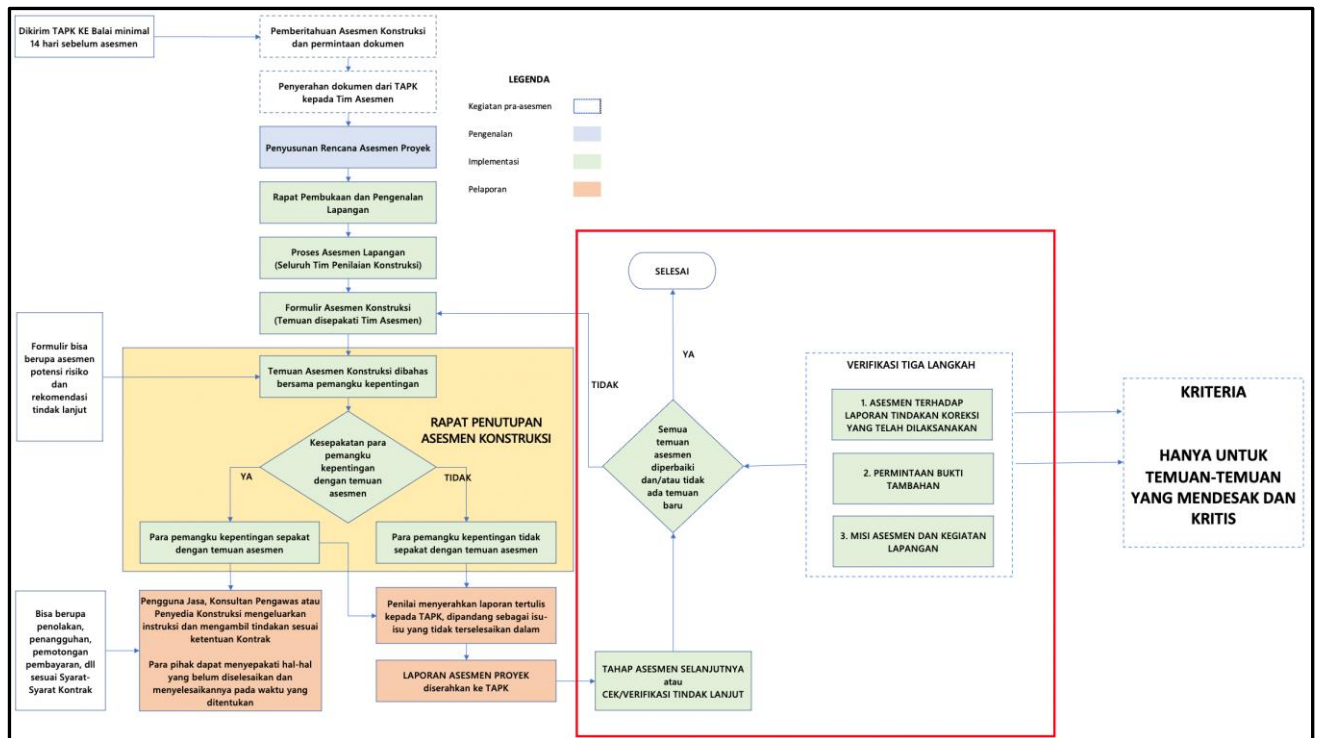 Dikirim TAPK KE Balai minimal
14 hari sebelum asesmen
Pemberitahuan Asesmen Konstruksi
dan permintaan dokumen
Penyerahan dokumen dari TAPK
kepada Tim Asesmen
LEGENDA
Kegiatan pra-asesmen
Pengenalan
Implementasi
Pelaporan
Penyusunan Rencana Asesmen Proyek
Rapat Pembukaan dan Pengenalan
Lapangan
Proses Asesmen Lapangan
(Seluruh Tim Penilaian Konstruksi)
Formulir Asesmen Konstruksi
(Temuan disepakati Tim Asesmen)
Formulir bisa
berupa asesmen
potensi risiko
dan
rekomendasi
tindak lanjut
Temuan Asesmen Konstruksi dibahas
bersama pemangku kepentingan
RAPAT PENUTUPAN
ASESMEN KONSTRUKSI
Kesepakatan para
pemangku
kepentingan
dengan temuan
asesmen
YA
TIDAK
Para pemangku kepentingan sepakat
dengan temuan asesmen
Para pemangku kepentingan tidak
sepakat dengan temuan asesmen
Bisa berupa
penolakan,
penangguhan,
pemotongan
pembayaran, dll
sesuai Syarat-
Syarat Kontrak
Pengguna Jasa, Konsultan Pengawas atau
Penyedia Konstruksi mengeluarkan
instruksi dan mengambil tindakan sesuai
ketentuan Kontrak
Para pihak dapat menyepakati hal-hal
yang belum diselesaikan dan
menyelesaikannya pada waktu yang
ditentukan
Penilai menyerahkan laporan tertulis
kepada TAPK, dipandang sebagai isu-
isu yang tidak terselesaikan dalam
LAPORAN ASESMEN PROYEK
diserahkan ke TAPK
SELESAI
YA
TIDAK
Semua
temuan
asesmen
diperbaiki
dan/atau tidak
ada temuan
baru
TAHAP ASESMEN SELANJUTNYA
atau
CEK/VERIFIKASI TINDAK LANJUT
VERIFIKASI TIGA LANGKAH
1. ASESMEN TERHADAP
LAPORAN TINDAKAN KOREKSI
YANG TELAH DILAKSANAKAN
2. PERMINTAAN BUKTI
TAMBAHAN
3. MISI ASESMEN DAN KEGIATAN
LAPANGAN
KRITERIA
HANYA UNTUK
TEMUAN-TEMUAN
YANG MENDESAK DAN
KRITIS